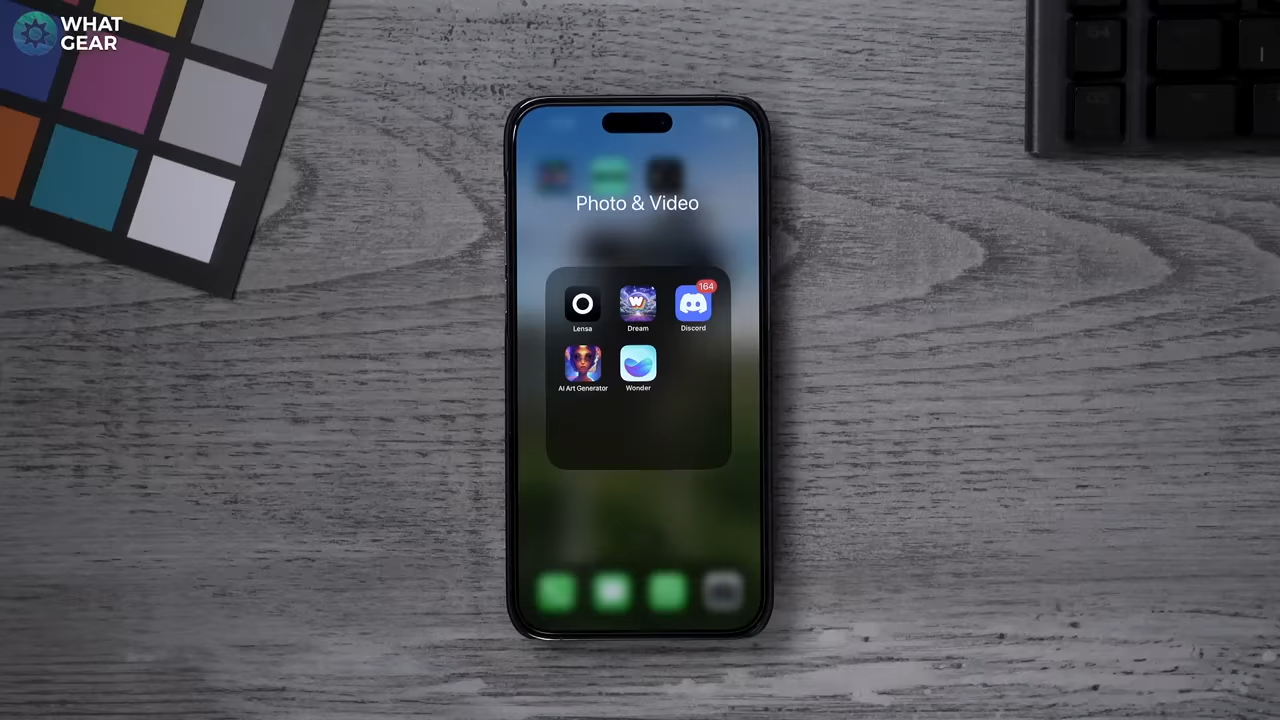 WHAT
GEAR
Photo & Video
164
Lensa
Dream
Discord
AI Art Generator
Wonder